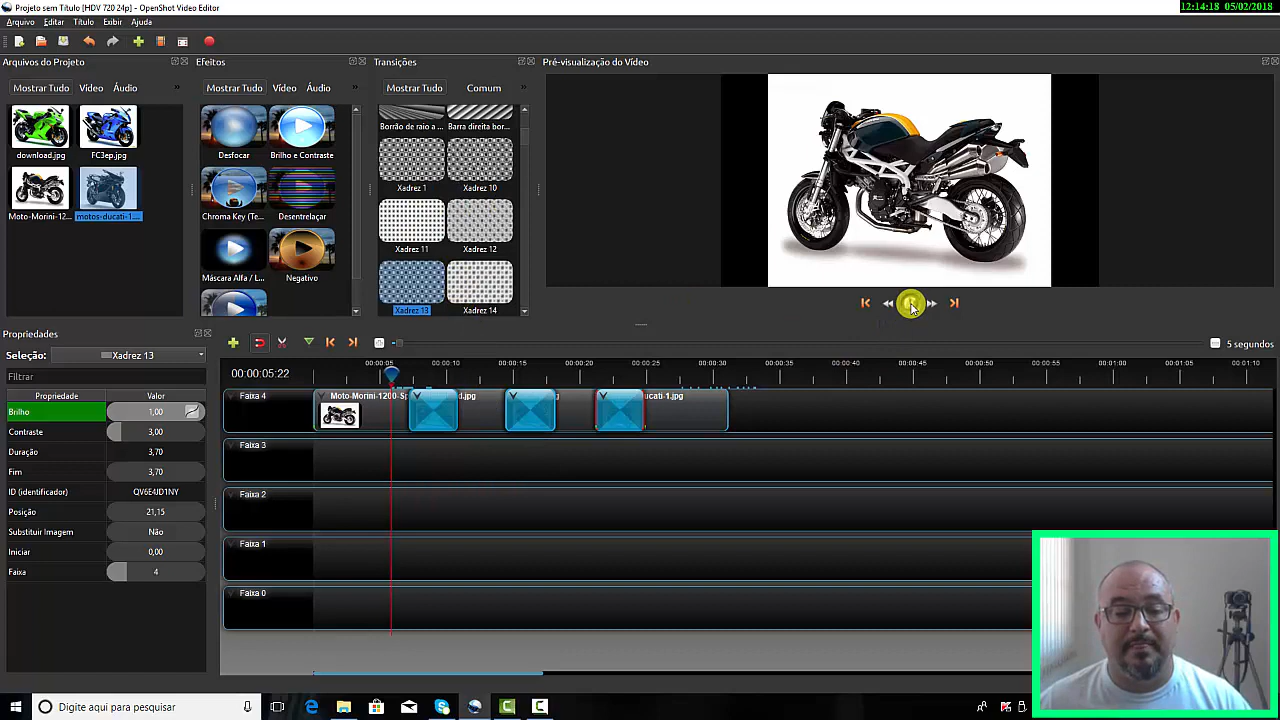 Projeto sem Título [HDV 720 24p] - OpenShot Video Editor
12:14:18 05/02/2018
Arquivo Editar Título Exibir Ajuda
Arquivos do Projeto
Efeitos
Transições
Pré-visualização do Vídeo
Mostrar Tudo Vídeo Áudio »
Mostrar Tudo Vídeo Áudio »
Mostrar Tudo Comum »
Borrão de raio a ...
Barra direita bor...
download.jpg
FC3ep.jpg
Desfocar
Brilho e Contraste
Xadrez 1
Xadrez 10
Moto-Morini-12...
motos-ducati-1....
Chroma Key (Te...
Desentrelaçar
Xadrez 11
Xadrez 12
Máscara Alfa / L...
Negativo
Xadrez 13
Xadrez 14
Propriedades
Seleção: Xadrez 13
Filtrar
Propriedade Valor
Brilho 1,00
Contraste 3,00
Duração 3,70
Fim 3,70
ID (identificador) QV6E4JD1NY
Posição 21,15
Substituir Imagem Não
Iniciar 0,00
Faixa 4
5 segundos
00:00:05:22
00:00:05 00:00:10 00:00:15 00:00:20 00:00:25 00:00:30 00:00:35 00:00:40 00:00:45 00:00:50 00:00:55 00:01:00 00:01:05 00:01:10
Faixa 4
Moto-Morini-1200-Sp
d.jpg
ucati-1.jpg
Faixa 3
Faixa 2
Faixa 1
Faixa 0
Digite aqui para pesquisar